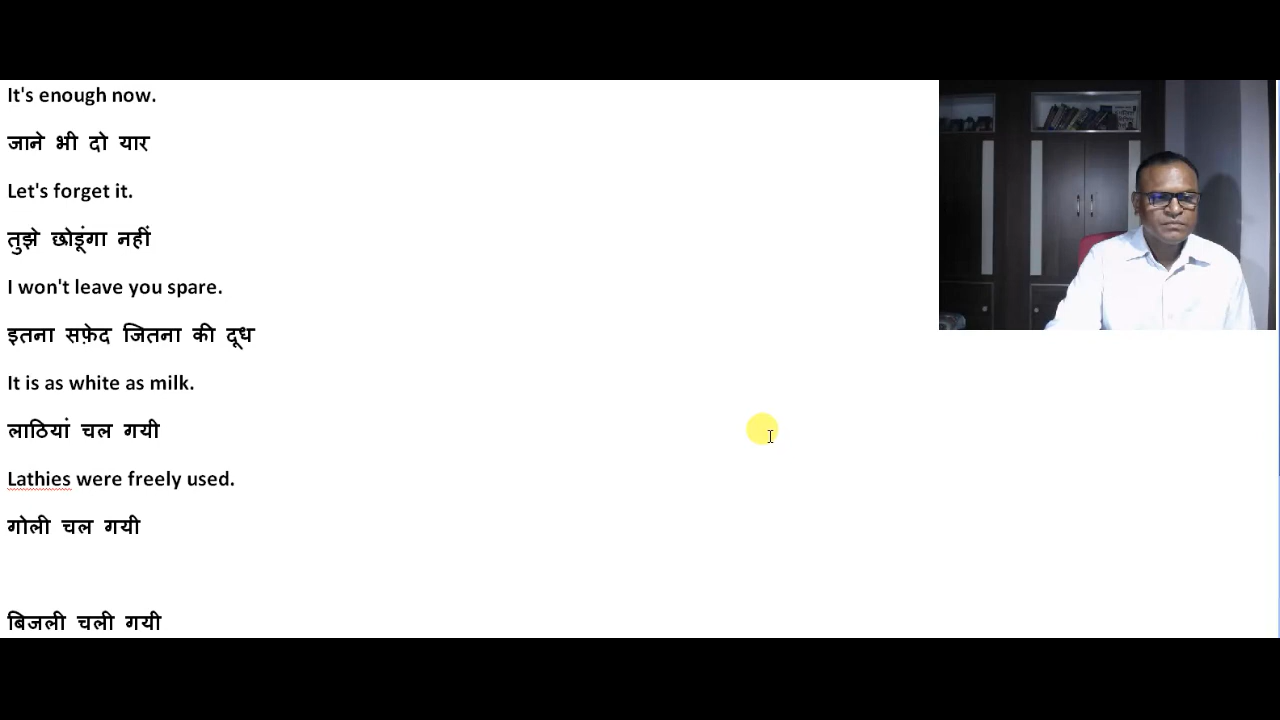 It's enough now.
जाने भी दो यार
Let's forget it.
तुझे छोडूंगा नहीं
I won't leave you spare.
इतना सफ़ेद जितना की दूध
It is as white as milk.
लाठियां चल गयी
Lathies were freely used.
गोली चल गयी
बिजली चली गयी